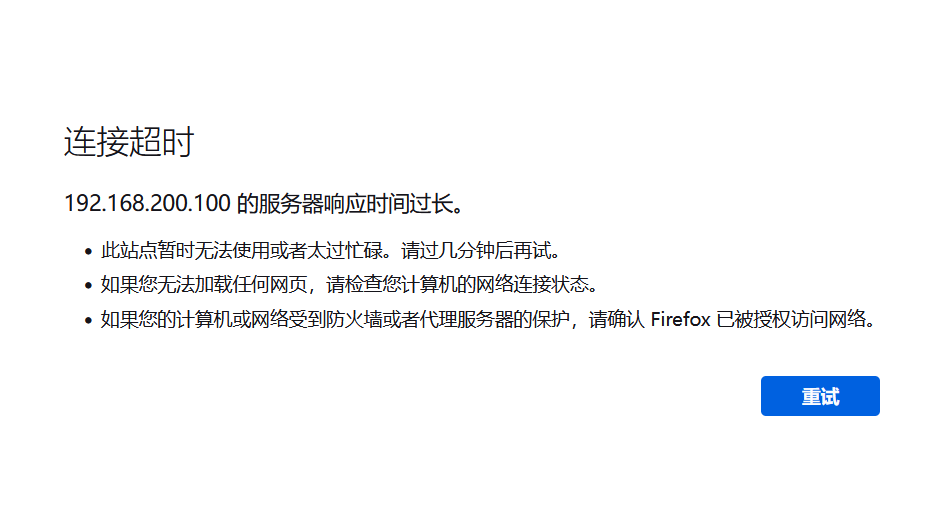 连接超时
192.168.200.100 的服务器响应时间过长。
此站点暂时无法使用或者太过忙碌。请过几分钟后再试。
如果您无法加载任何网页，请检查您计算机的网络连接状态。
如果您的计算机或网络受到防火墙或者代理服务器的保护，请确认 Firefox 已被授权访问网络。
重试